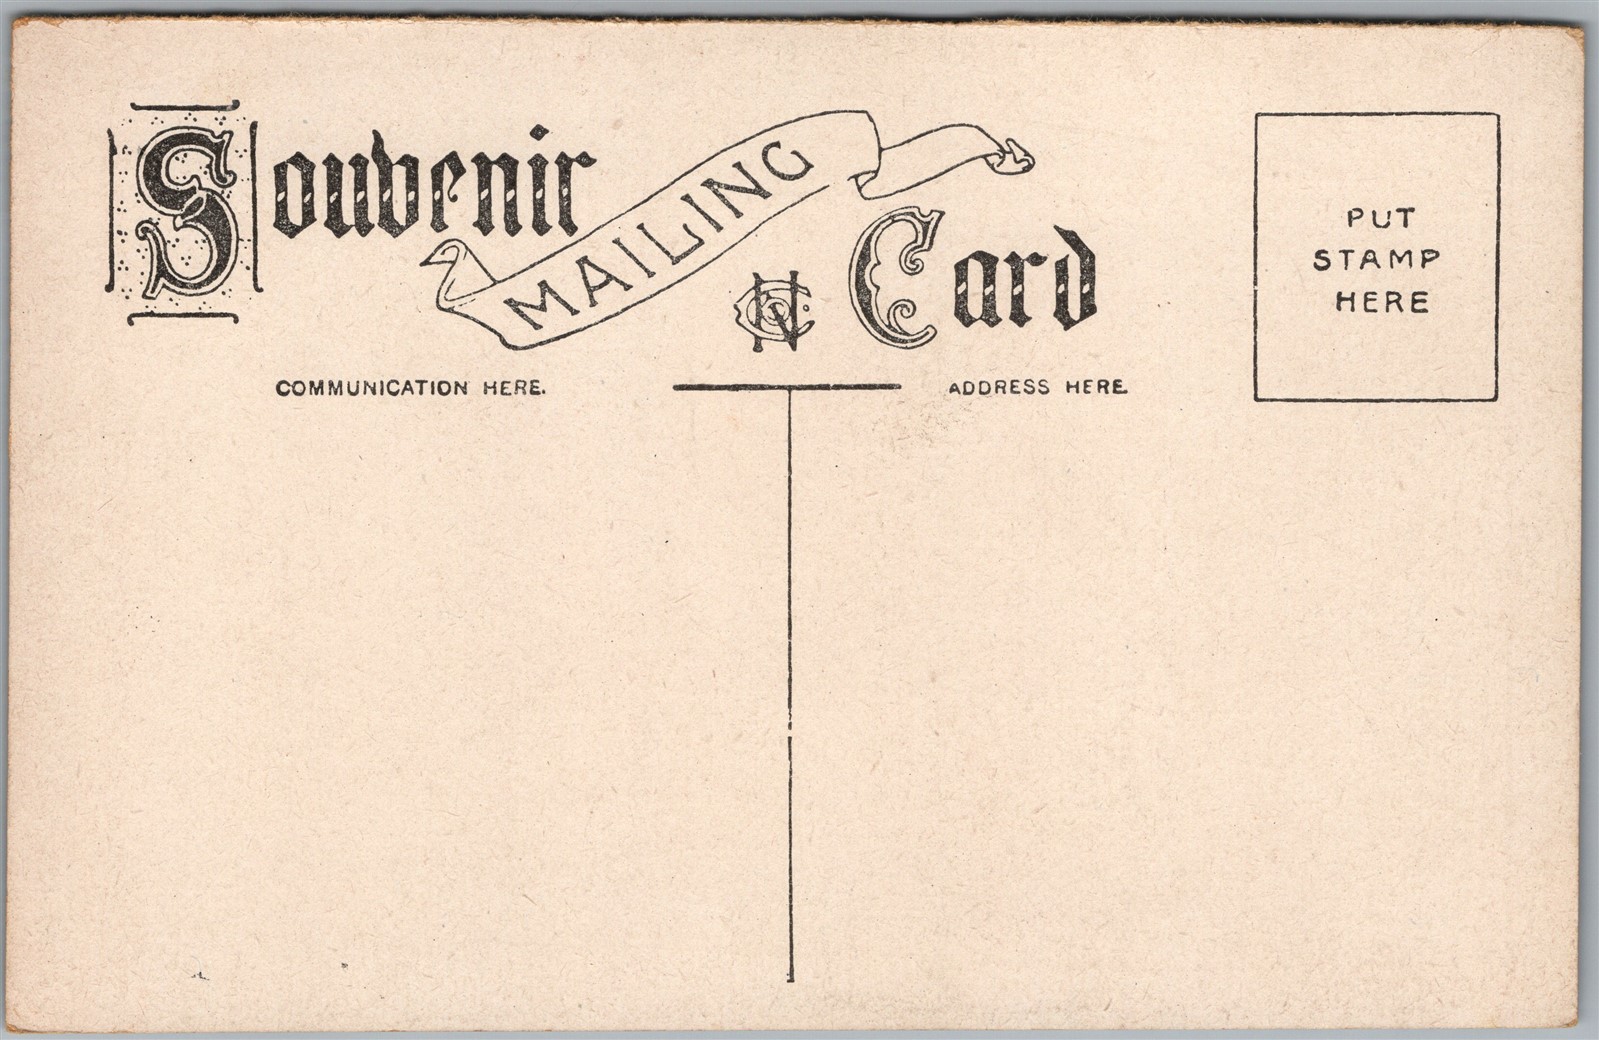 Souvenir
MAILING
Card
PUT
STAMP
HERE
COMMUNICATION HERE.
ADDRESS HERE.